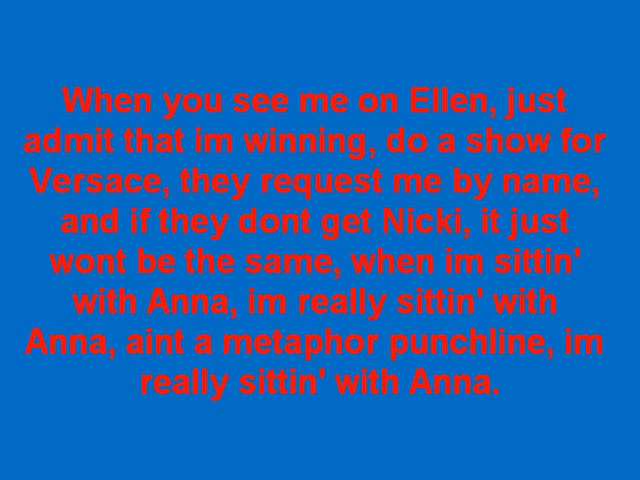 When you see me on Ellen, just
admit that im winning, do a show for
Versace, they request me by name,
and if they dont get Nicki, it just
wont be the same, when im sittin'
with Anna, im really sittin' with
Anna, aint a metaphor punchline, im
really sittin' with Anna.